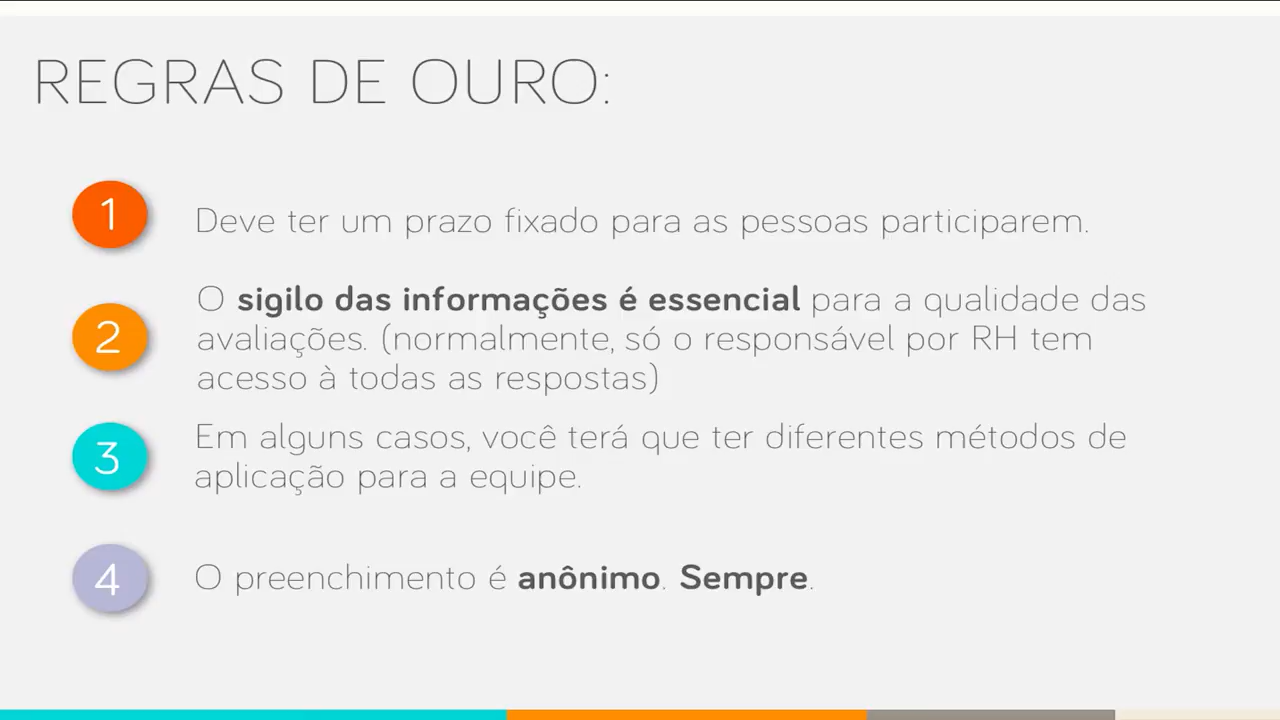 REGRAS DE OURO:
1
Deve ter um prazo fixado para as pessoas participarem.
2
O sigilo das informações é essencial para a qualidade das
avaliações. (normalmente, só o responsável por RH tem
acesso à todas as respostas)
3
Em alguns casos, você terá que ter diferentes métodos de
aplicação para a equipe.
4
O preenchimento é anônimo. Sempre.